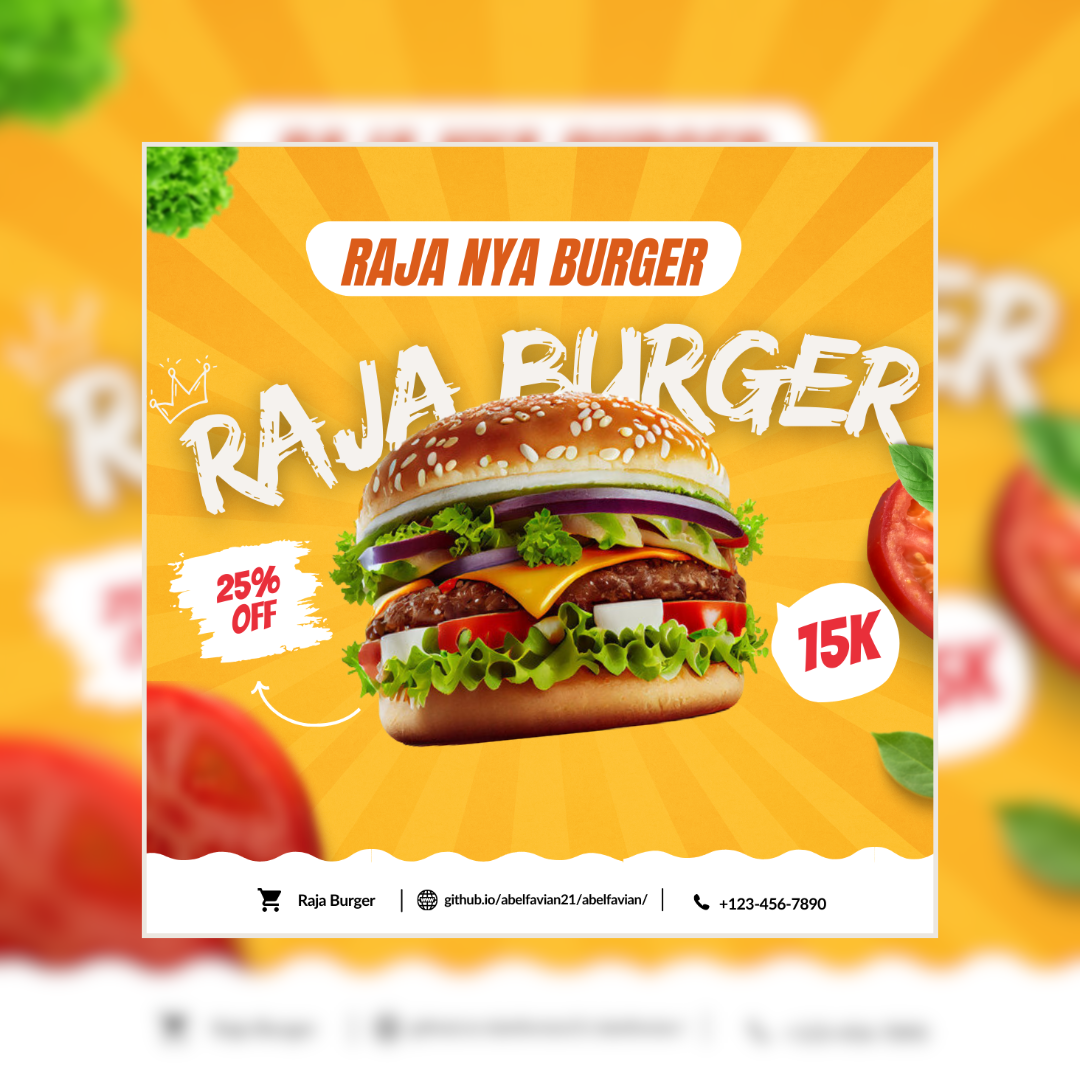 RAJA NYA BURGER
RAJA BURGER
25%
OFF
15K
Raja Burger
github.io/abelfavian21/abelfavian/
+123-456-7890